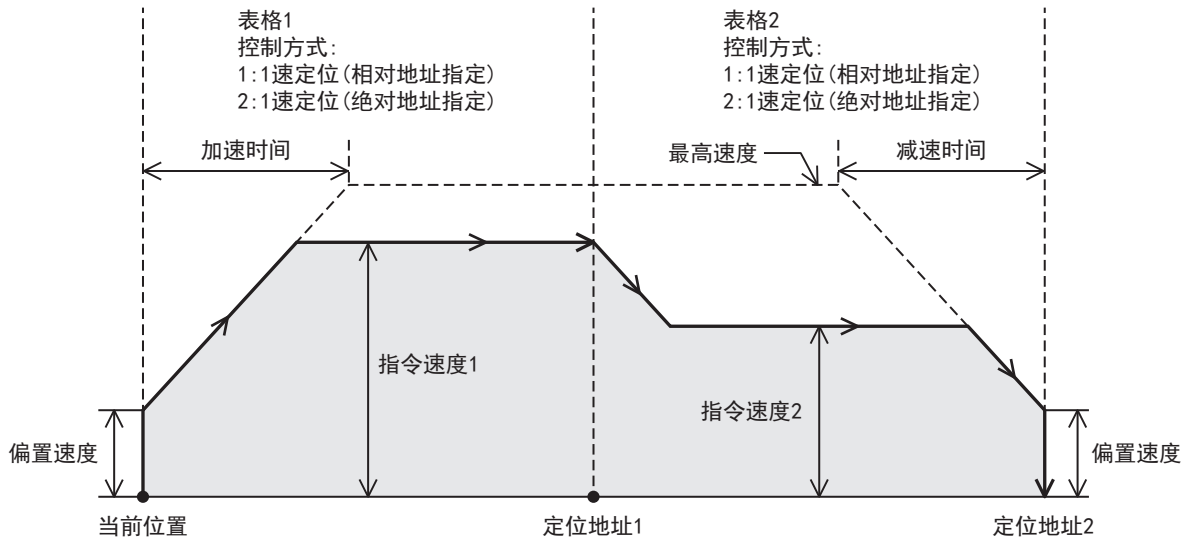 表格1
控制方式:
1:1速定位(相对地址指定)
2:1速定位(绝对地址指定)
表格2
控制方式:
1:1速定位(相对地址指定)
2:1速定位(绝对地址指定)
加速时间
最高速度
减速时间
指令速度1
指令速度2
偏置速度
偏置速度
当前位置
定位地址1
定位地址2